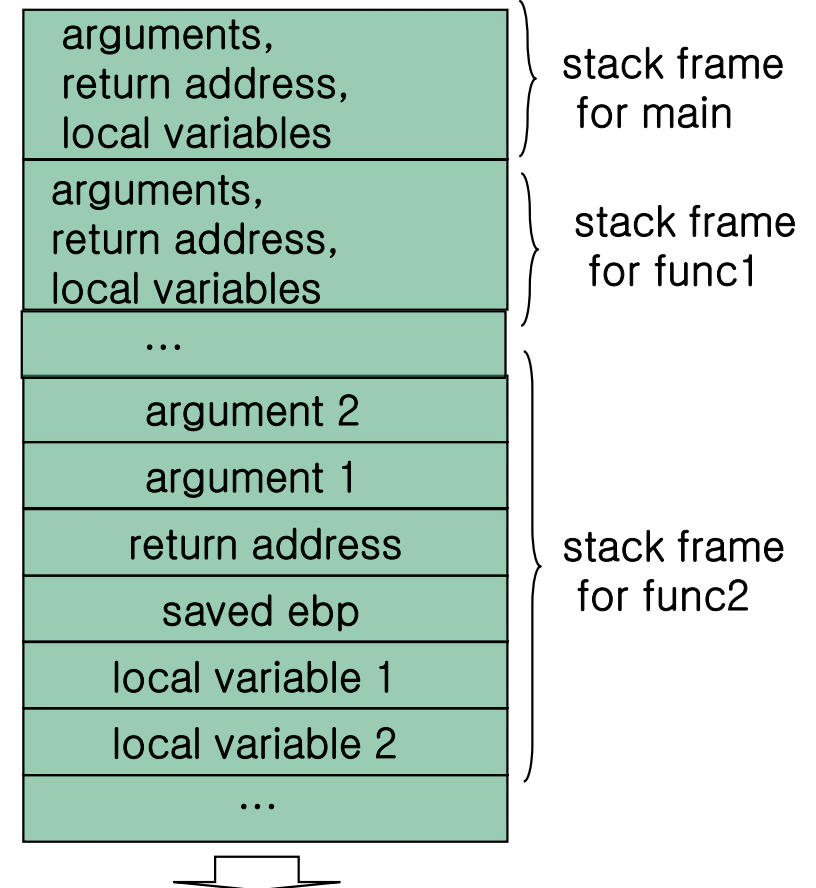 arguments,
return address,
local variables
stack frame
for main
arguments,
return address,
local variables
stack frame
for func1
...
argument 2
argument 1
return address
saved ebp
local variable 1
local variable 2
...
stack frame
for func2